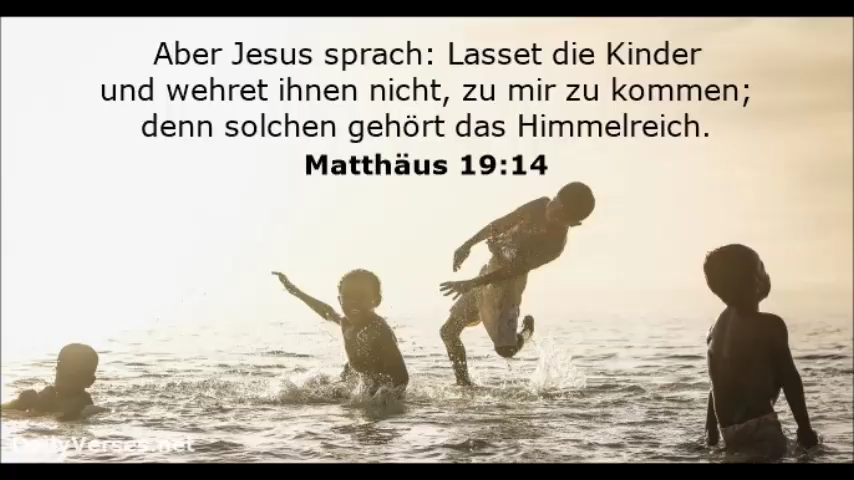 Aber Jesus sprach: Lasset die Kinder
und wehret ihnen nicht, zu mir zu kommen;
denn solchen gehört das Himmelreich.
Matthäus 19:14
DailyVerses.net